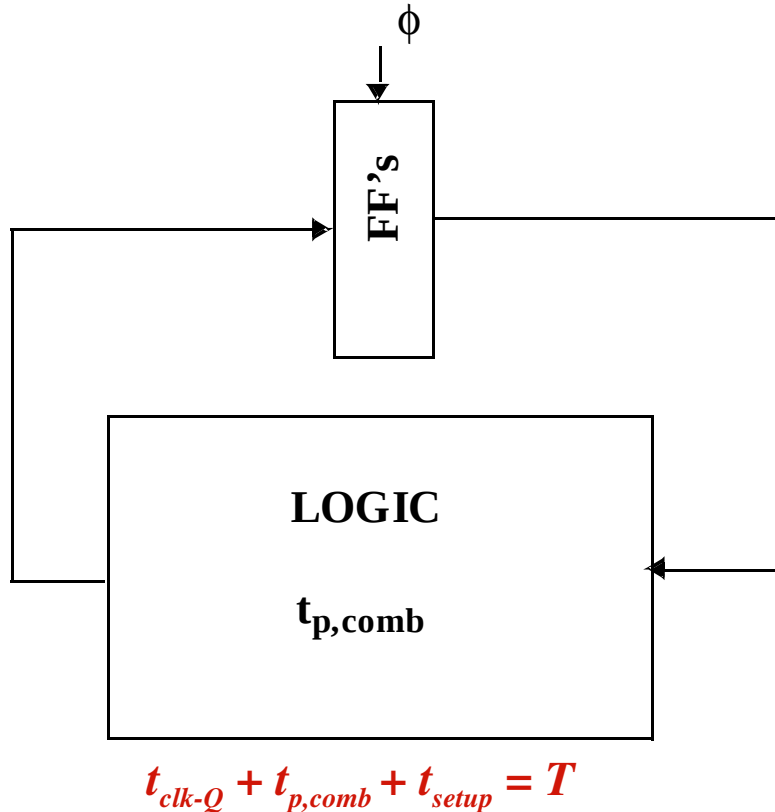 ϕ
FF’s
LOGIC
tp,comb
tclk-Q + tp,comb + tsetup = T